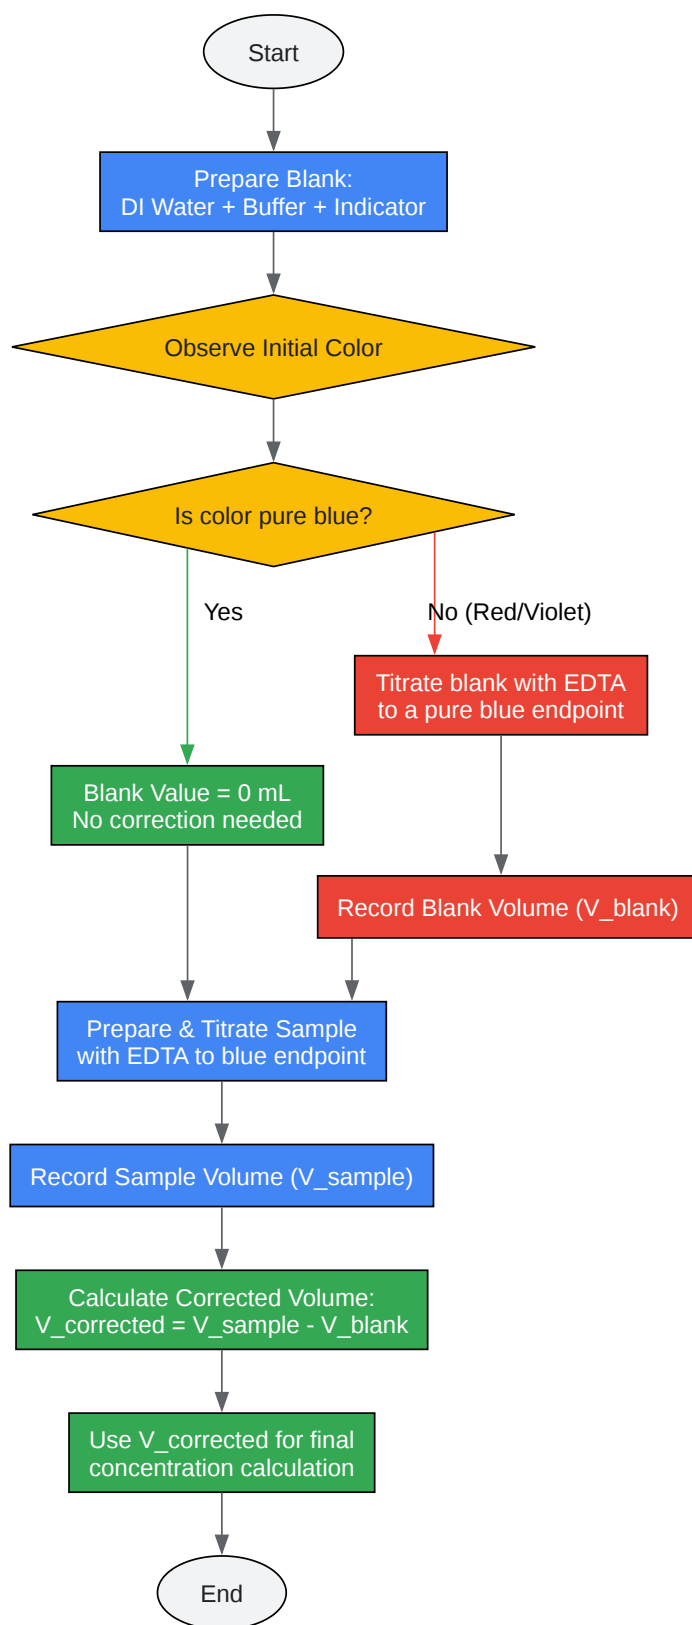 Start
Prepare Blank:
DI Water + Buffer + Indicator
Observe Initial Color
Is color pure blue?
Yes
No (Red/Violet)
Titrate blank with EDTA
to a pure blue endpoint
Blank Value = 0 mL
No correction needed
Record Blank Volume (V_blank)
Prepare & Titrate Sample
with EDTA to blue endpoint
Record Sample Volume (V_sample)
Calculate Corrected Volume:
V_corrected = V_sample - V_blank
Use V_corrected for final
concentration calculation
End